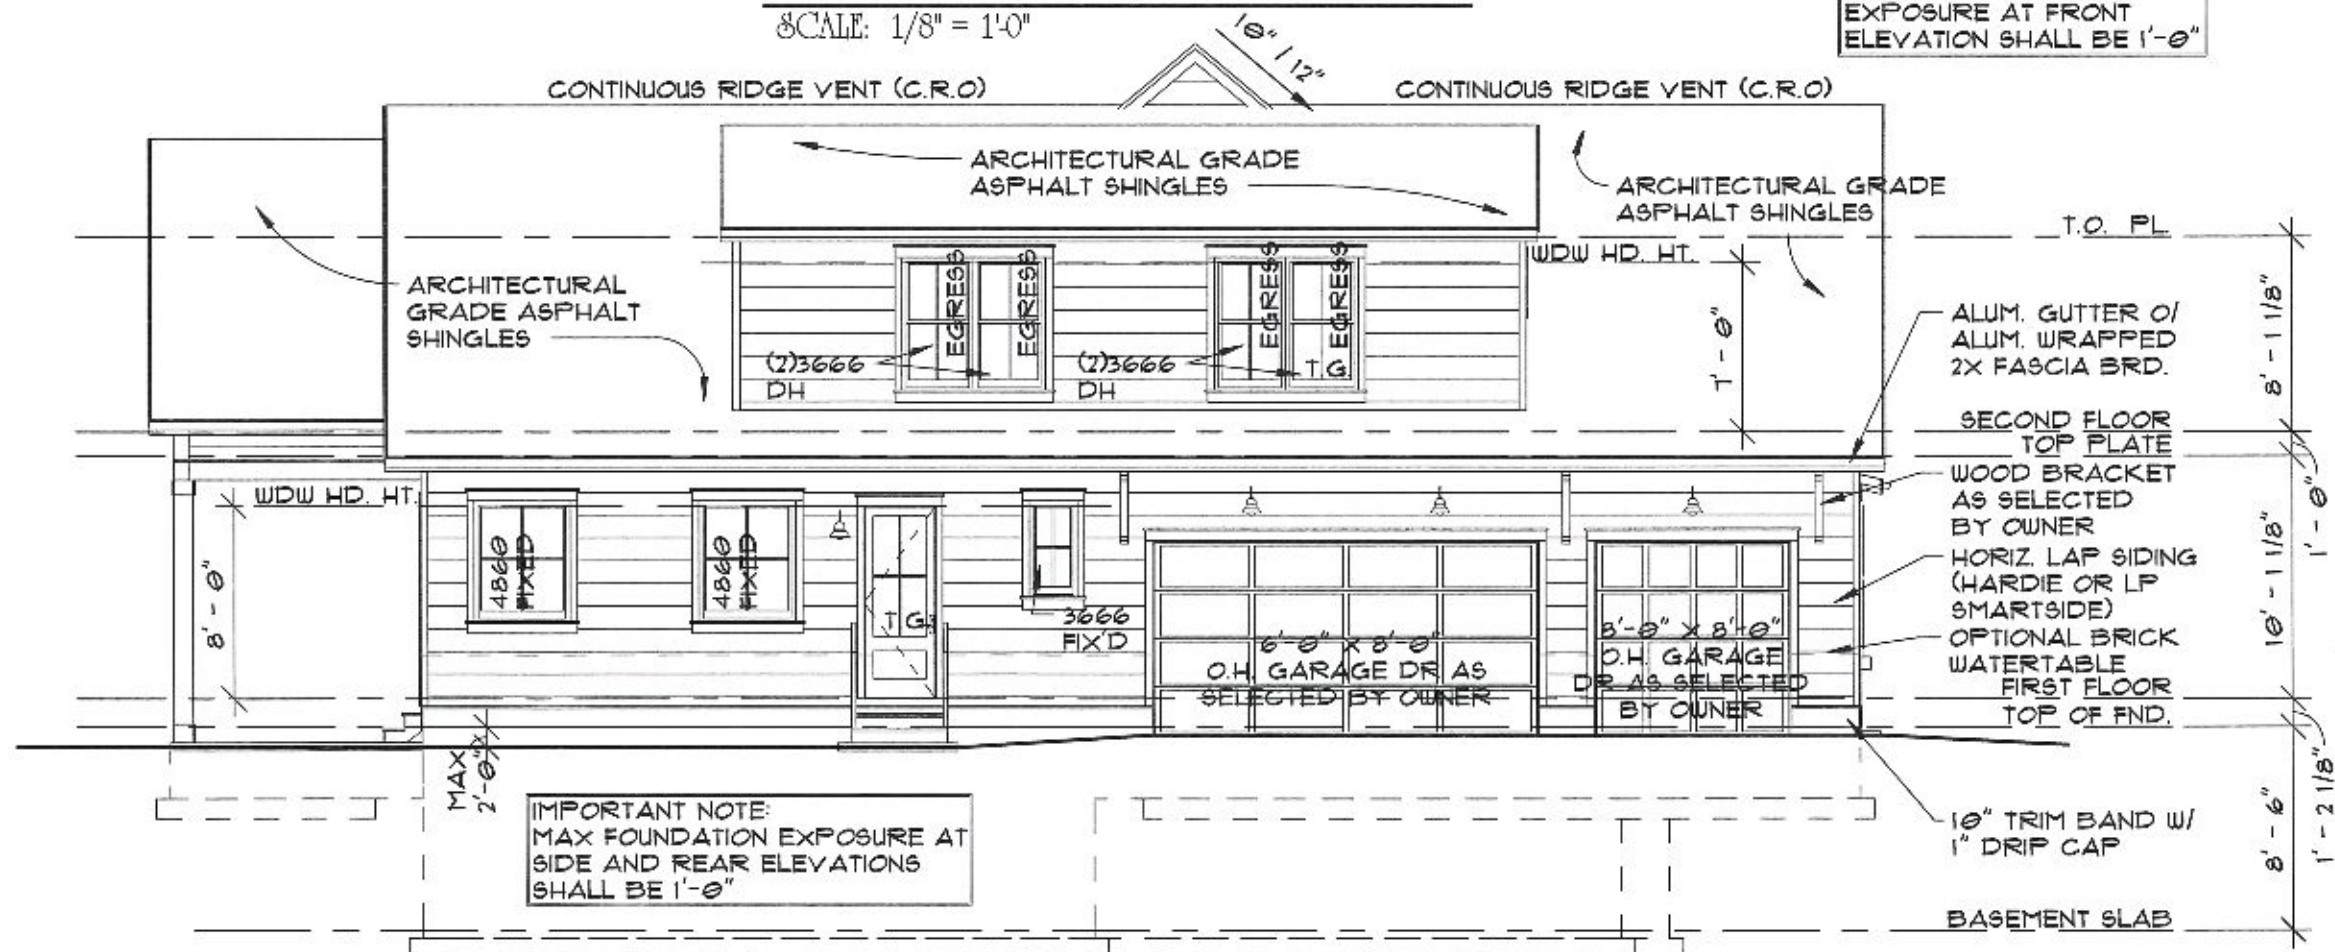 SCALE: 1/8" = 1'-0"
EXPOSURE AT FRONT
ELEVATION SHALL BE 1'-0"
10" / 12"
CONTINUOUS RIDGE VENT (C.R.O)
CONTINUOUS RIDGE VENT (C.R.O)
ARCHITECTURAL GRADE
ASPHALT SHINGLES
ARCHITECTURAL GRADE
ASPHALT SHINGLES
T.O. PL.
WDW HD. HT.
ARCHITECTURAL
GRADE ASPHALT
SHINGLES
EGRESS
EGRESS
EGRESS
EGRESS
(2)3666
DH
(2)3666
DH
T.G.
7'-0"
8'-1 1/8"
ALUM. GUTTER O/
ALUM. WRAPPED
2X FASCIA BRD.
SECOND FLOOR
TOP PLATE
1'-0"
WOOD BRACKET
AS SELECTED
BY OWNER
WDW HD. HT.
8'-0"
4860
FIXED
4860
FIXED
T.G.
3666
FIX'D
6'-0" X 8'-0"
O.H. GARAGE DR AS
SELECTED BY OWNER
8'-0" X 8'-0"
O.H. GARAGE
DR AS SELECTED
BY OWNER
HORIZ. LAP SIDING
(HARDIE OR LP
SMARTSIDE)
10'-1 1/8"
OPTIONAL BRICK
WATERTABLE
FIRST FLOOR
TOP OF FND.
1'-2 1/8"
MAX
2'-0"
IMPORTANT NOTE:
MAX FOUNDATION EXPOSURE AT
SIDE AND REAR ELEVATIONS
SHALL BE 1'-0"
10" TRIM BAND W/
1" DRIP CAP
8'-6"
BASEMENT SLAB